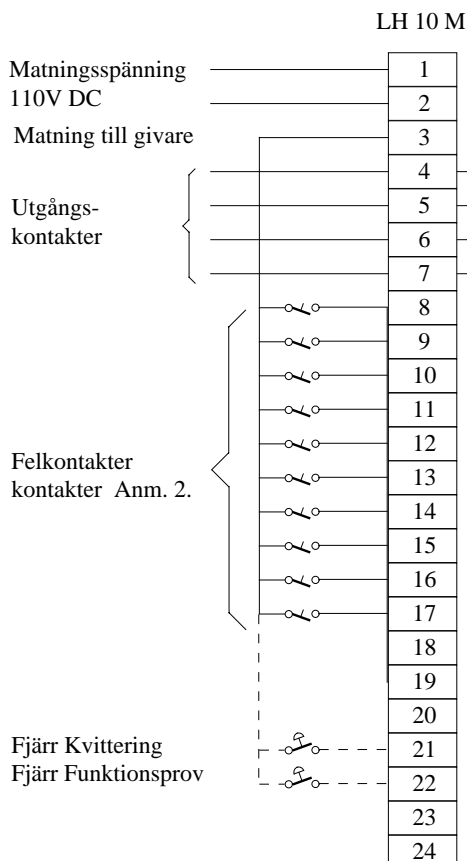 LH 10 M
Matningsspänning
110V DC
Matning till givare
Utgångs-
kontakter
Felkontakter
kontakter Anm. 2.
Fjärr Kvittering
Fjärr Funktionsprov
1
2
3
4
5
6
7
8
9
10
11
12
13
14
15
16
17
18
19
20
21
22
23
24